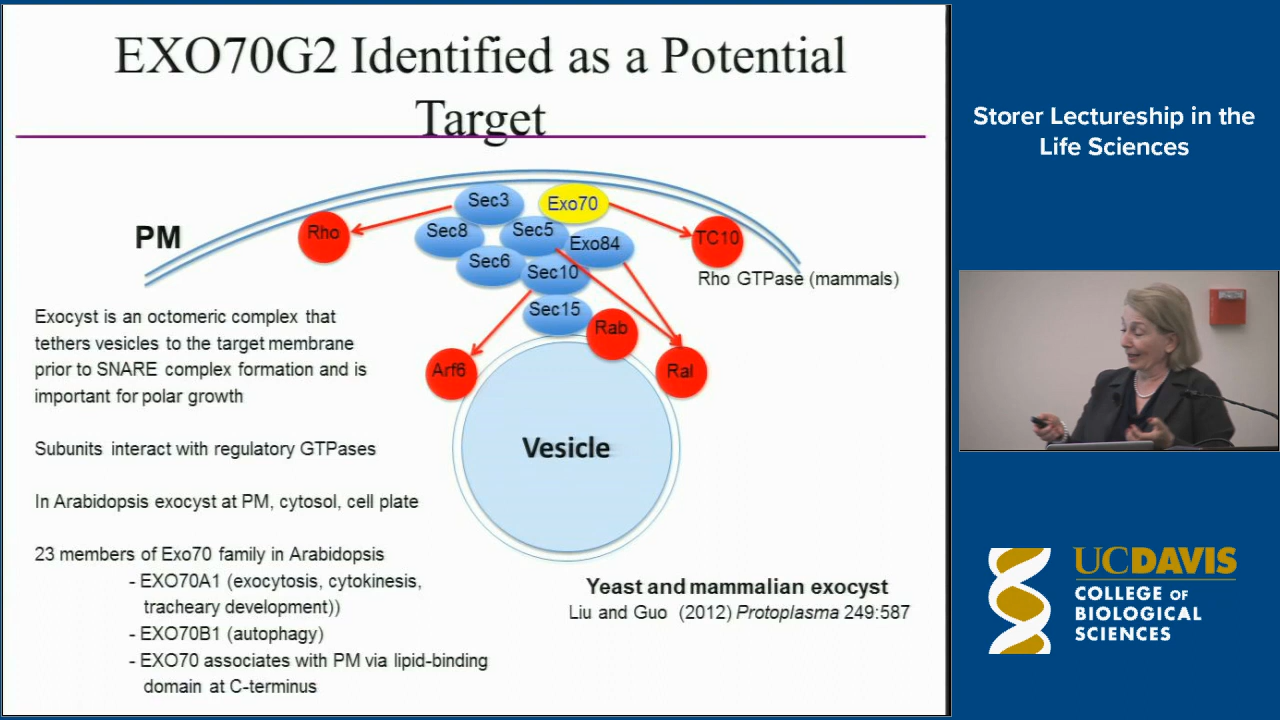 EXO70G2 Identified as a Potential
Target
PM
Sec3
Exo70
Rho
Sec8
Sec5
Exo84
TC10
Sec6
Sec10
Rho GTPase (mammals)
Sec15
Rab
Arf6
Ral
Vesicle
Exocyst is an octomeric complex that
tethers vesicles to the target membrane
prior to SNARE complex formation and is
important for polar growth
Subunits interact with regulatory GTPases
In Arabidopsis exocyst at PM, cytosol, cell plate
23 members of Exo70 family in Arabidopsis
- EXO70A1 (exocytosis, cytokinesis,
tracheary development))
- EXO70B1 (autophagy)
- EXO70 associates with PM via lipid-binding
domain at C-terminus
Yeast and mammalian exocyst
Liu and Guo (2012) Protoplasma 249:587
Storer Lectureship in the
Life Sciences
UCDAVIS
COLLEGE OF
BIOLOGICAL
SCIENCES